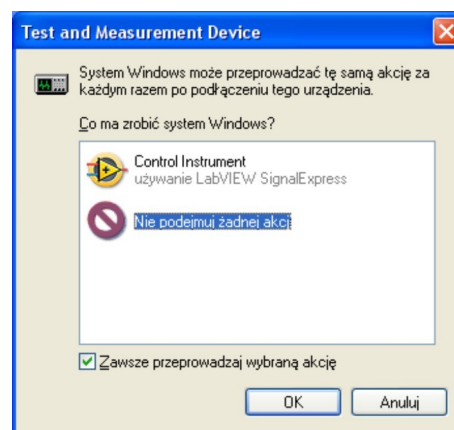 Test and Measurement Device
System Windows może przeprowadzać tę samą akcję za
każdym razem po podłączeniu tego urządzenia.
Co ma zrobić system Windows?
Control Instrument
używanie LabVIEW SignalExpress
Nie podejmuj żadnej akcji
Zawsze przeprowadzaj wybraną akcję
OK Anuluj